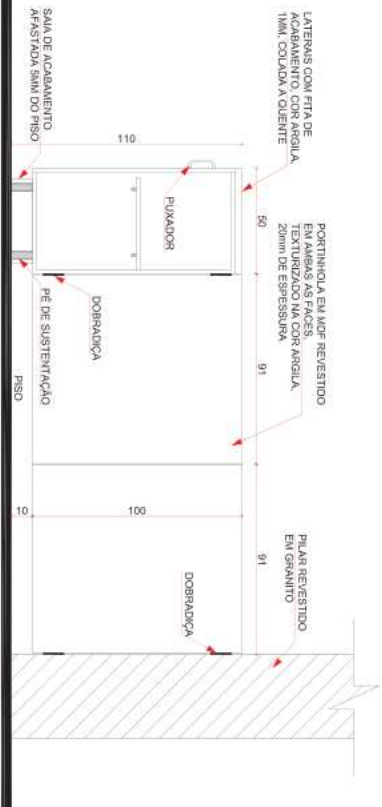 LATERAIS COM FITA DE
ACABAMENTO, COR ARGILA,
1MM, COLADA A QUENTE
PORTINHOLA EM MDF REVESTIDO
EM AMBAS AS FACES,
TEXTURIZADO NA COR ARGILA,
20mm DE ESPESSURA
PILAR REVESTIDO
EM GRANITO
50
91
91
110
PUXADOR
100
DOBRADIÇA
DOBRADIÇA
10
SAIA DE ACABAMENTO
AFASTADA 5MM DO PISO
PÉ DE SUSTENTAÇÃO
PISO